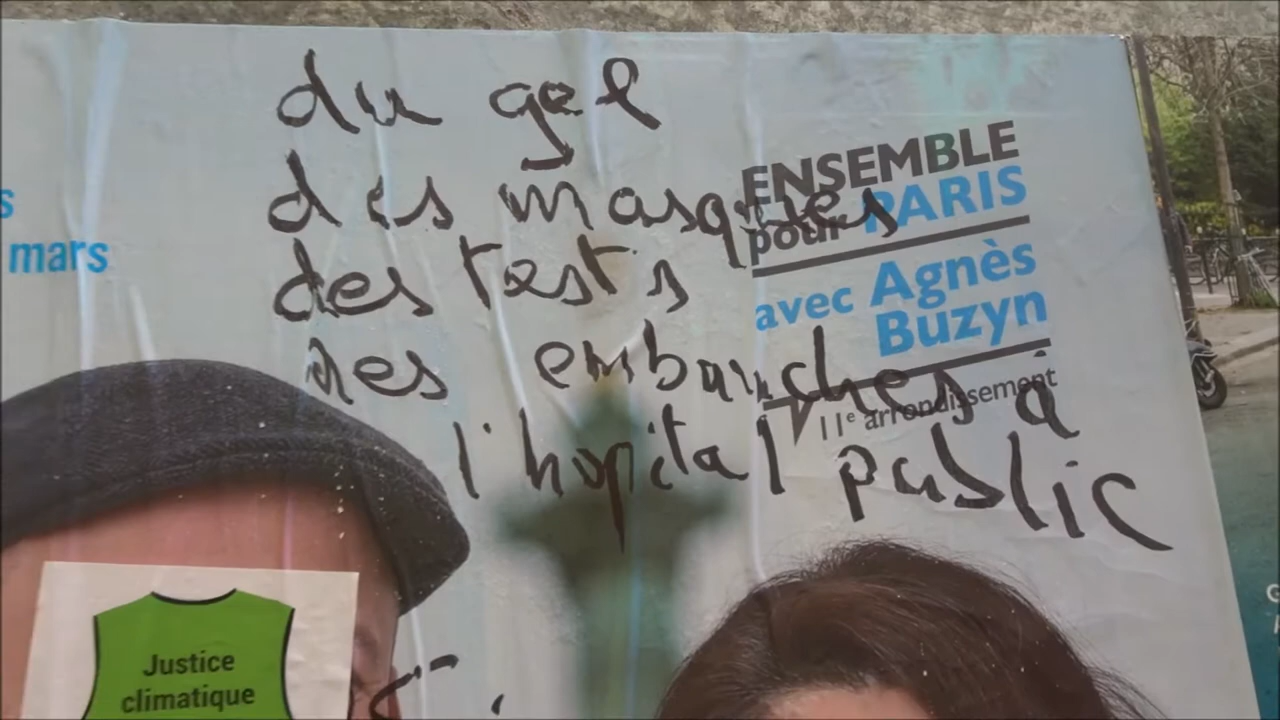 du gel
des masques
des tests
des embauches à
l'hopital public
ENSEMBLE
pour PARIS
avec Agnès
Buzyn
11e arrondissement
s
mars
Justice
climatique